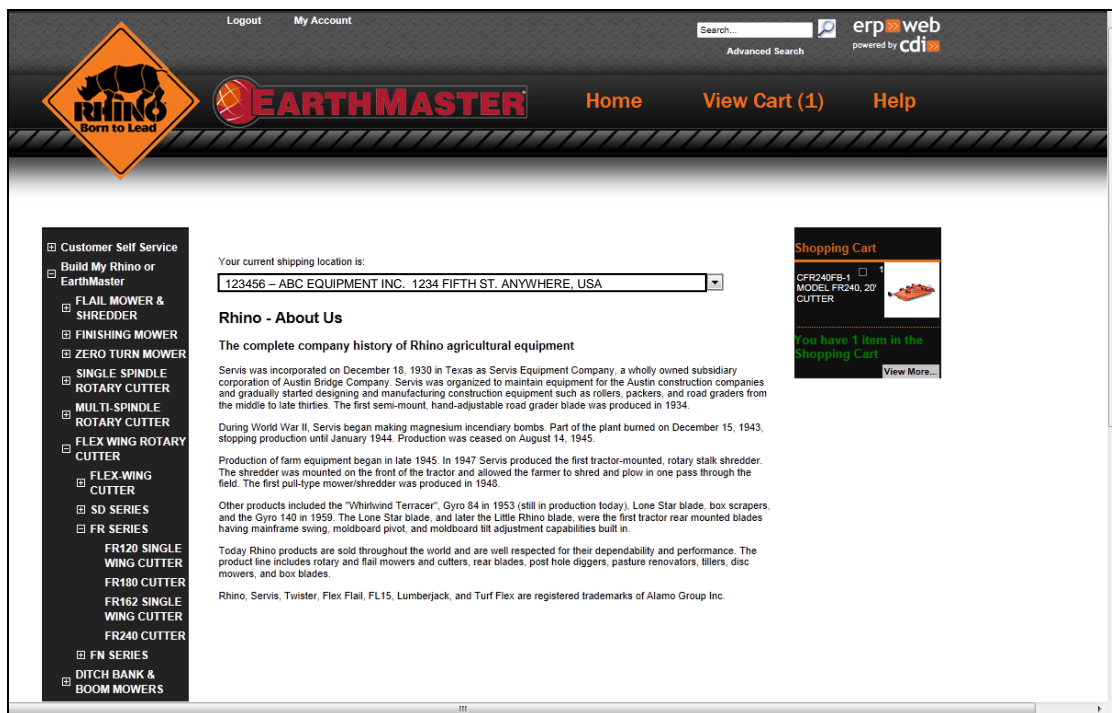 Logout My Account
Search...
Advanced Search
erp»web
powered by cdi»
RHINO
Born to Lead
EARTHMASTER
Home View Cart (1) Help
Customer Self Service
Build My Rhino or
EarthMaster
FLAIL MOWER &
SHREDDER
FINISHING MOWER
ZERO TURN MOWER
SINGLE SPINDLE
ROTARY CUTTER
MULTI-SPINDLE
ROTARY CUTTER
FLEX WING ROTARY
CUTTER
FLEX-WING
CUTTER
SD SERIES
FR SERIES
FR120 SINGLE
WING CUTTER
FR180 CUTTER
FR162 SINGLE
WING CUTTER
FR240 CUTTER
FN SERIES
DITCH BANK &
BOOM MOWERS
Your current shipping location is:
123456 – ABC EQUIPMENT INC. 1234 FIFTH ST. ANYWHERE, USA
Rhino - About Us
The complete company history of Rhino agricultural equipment
Servis was incorporated on December 18, 1930 in Texas as Servis Equipment Company, a wholly owned subsidiary
corporation of Austin Bridge Company. Servis was organized to maintain equipment for the Austin construction companies
and gradually started designing and manufacturing construction equipment such as rollers, packers, and road graders from
the middle to late thirties. The first semi-mount, hand-adjustable road grader blade was produced in 1934.
During World War II, Servis began making magnesium incendiary bombs. Part of the plant burned on December 15, 1943,
stopping production until January 1944. Production was ceased on August 14, 1945.
Production of farm equipment began in late 1945. In 1947 Servis produced the first tractor-mounted, rotary stalk shredder.
The shredder was mounted on the front of the tractor and allowed the farmer to shred and plow in one pass through the
field. The first pull-type mower/shredder was produced in 1948.
Other products included the "Whirlwind Terracer", Gyro 84 in 1953 (still in production today), Lone Star blade, box scrapers,
and the Gyro 140 in 1959. The Lone Star blade, and later the Little Rhino blade, were the first tractor rear mounted blades
having mainframe swing, moldboard pivot, and moldboard tilt adjustment capabilities built in.
Today Rhino products are sold throughout the world and are well respected for their dependability and performance. The
product line includes rotary and flail mowers and cutters, rear blades, post hole diggers, pasture renovators, tillers, disc
mowers, and box blades.
Rhino, Servis, Twister, Flex Flail, FL15, Lumberjack, and Turf Flex are registered trademarks of Alamo Group Inc.
Shopping Cart
CFR240FB-1 1
MODEL FR240, 20'
CUTTER
You have 1 item in the
Shopping Cart
View More...